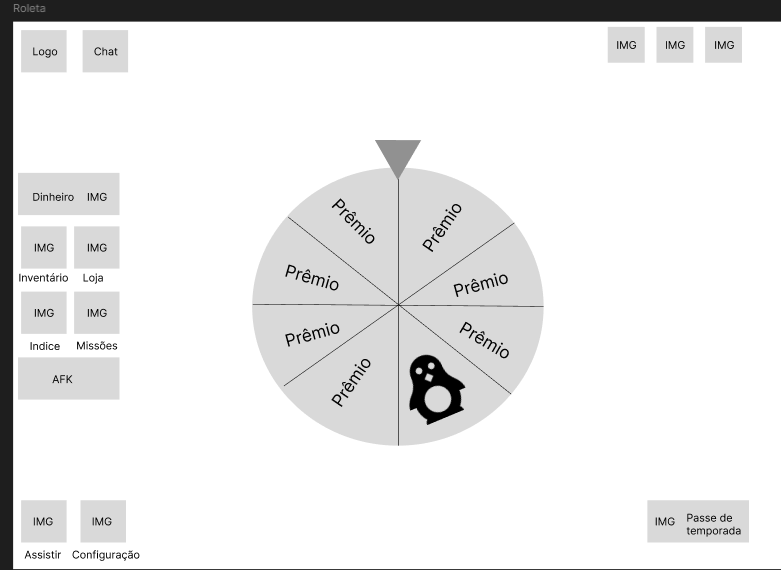 Roleta
Logo
Chat
IMG
IMG
IMG
Dinheiro
IMG
IMG
IMG
Inventário
Loja
IMG
IMG
Indice
Missões
AFK
Prêmio
Prêmio
Prêmio
Prêmio
Prêmio
Prêmio
Prêmio
IMG
IMG
Assistir
Configuração
IMG
Passe de
temporada